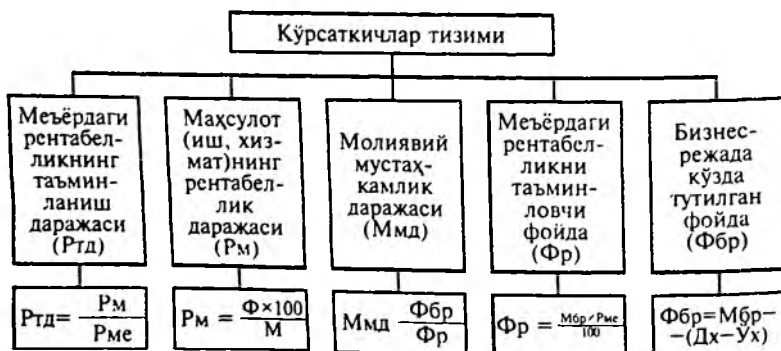 Кўрсаткичлар тизими
Меъёрдаги
рентабел-
ликнинг
таъмин-
ланиш
даражаси
(Ртд)
Маҳсулот
(иш, хиз-
мат)нинг
рентабел-
лик
даражаси
(Рм)
Молиявий
мустаҳ-
камлик
даражаси
(Ммд)
Меъёрдаги
рентабел-
ликни
таъмин-
ловчи
фойда
(Фр)
Бизнес-
режада
кўзда
тутилган
фойда
(Фбр)
Ртд= Рм
Рме
Рм = Ф×100
М
Ммд Фбр
Фр
Фр = Мбр×Рме
100
Фбр=Мбр−
−(Дх−Ўх)